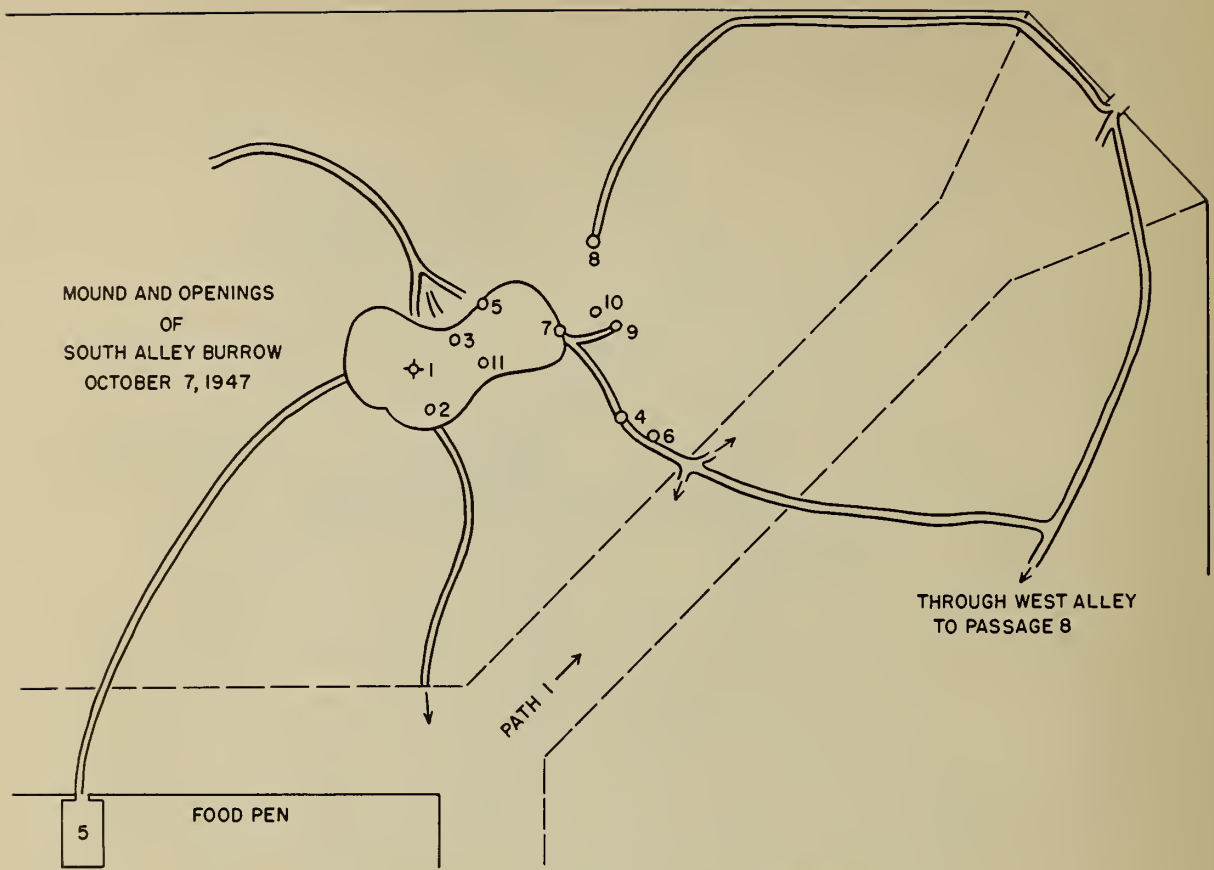 8
10
5
7
9
3
1
11
2
4
6
MOUND AND OPENINGS
OF
SOUTH ALLEY BURROW
OCTOBER 7, 1947
THROUGH WEST ALLEY
TO PASSAGE 8
PATH 1
FOOD PEN
5